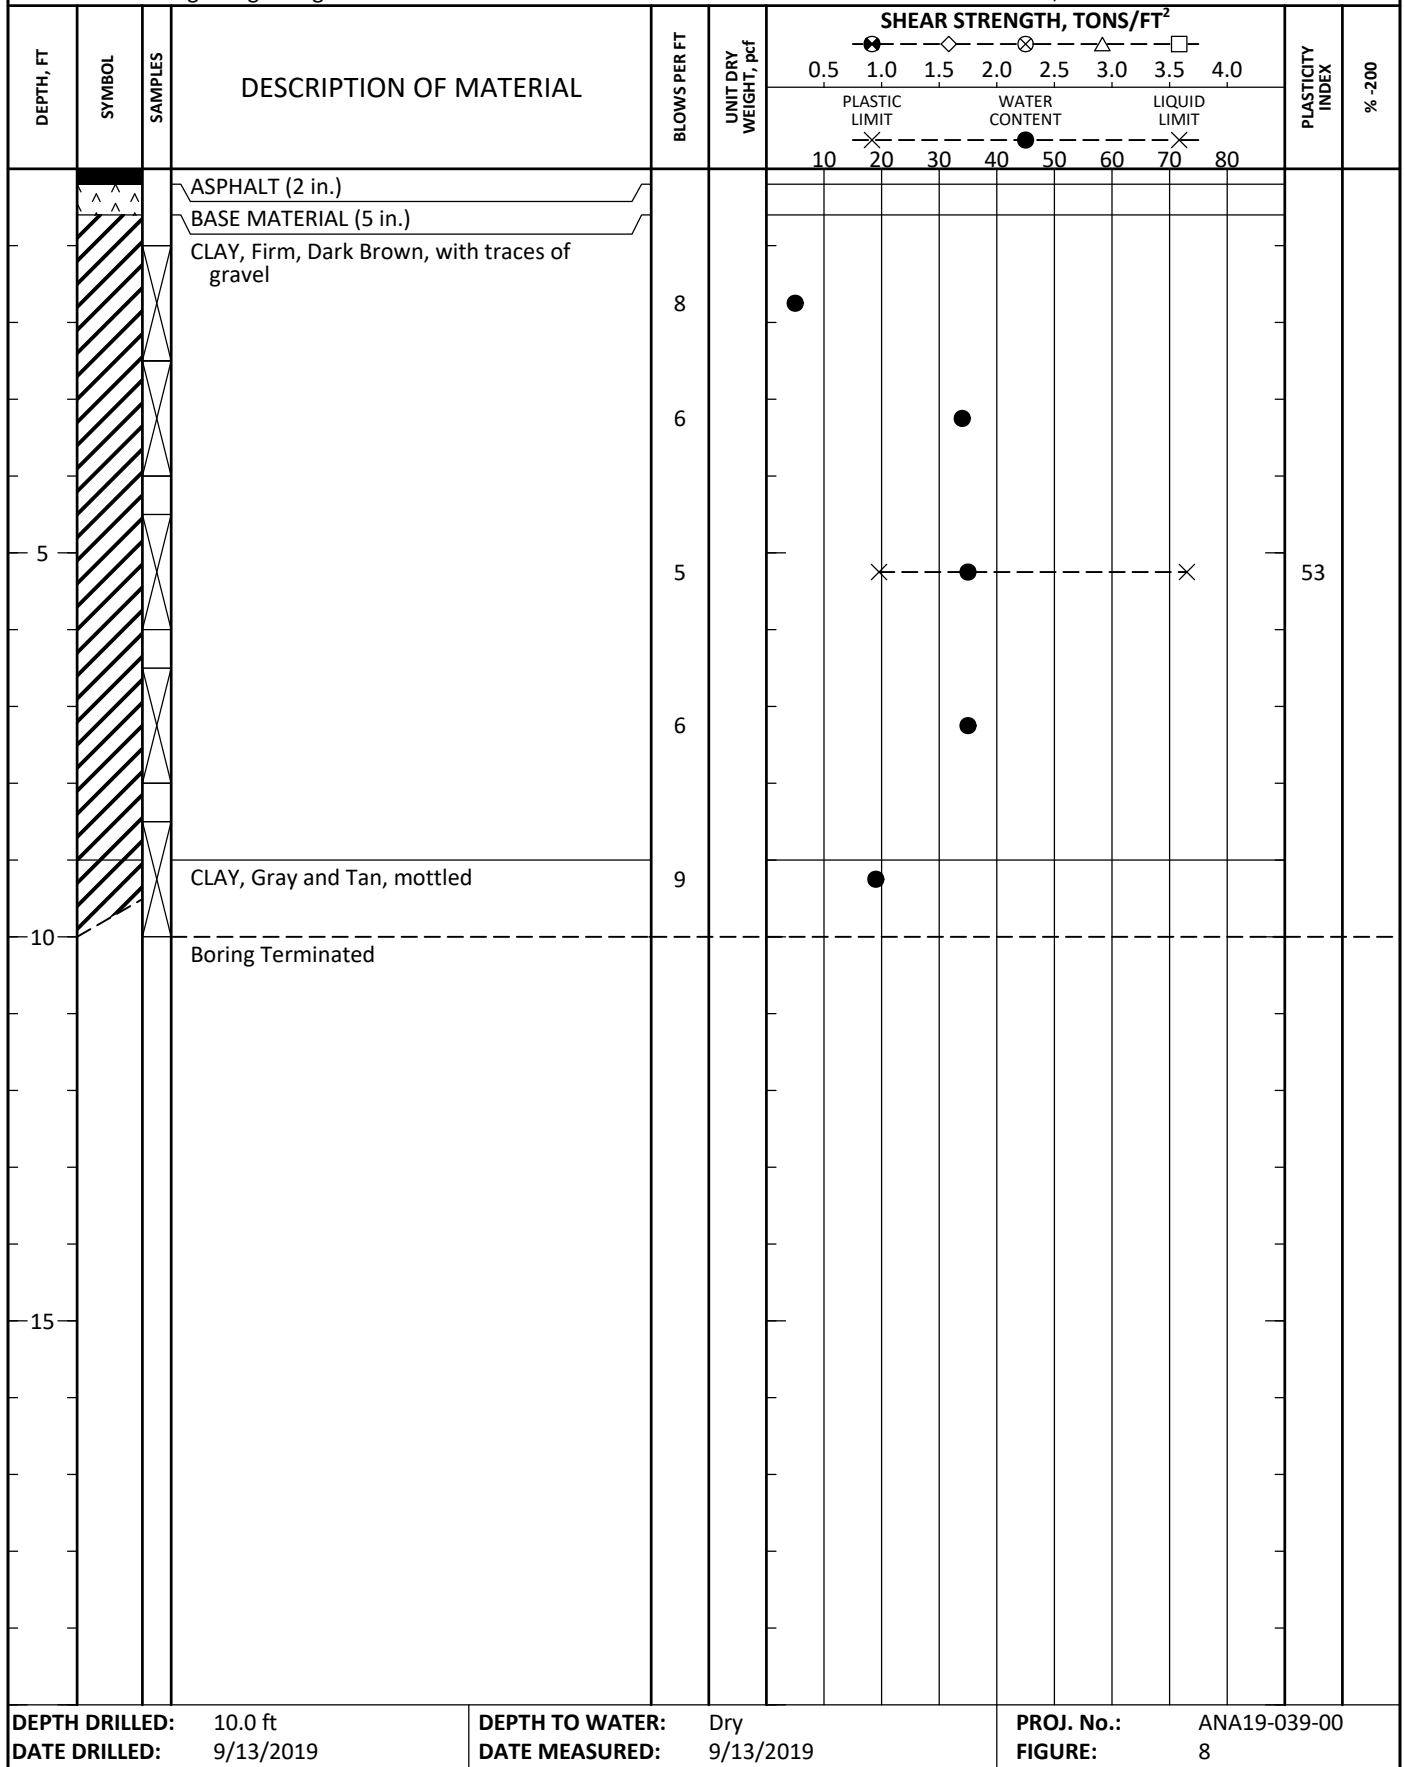 SHEAR STRENGTH, TONS/FT²
DEPTH, FT
SYMBOL
SAMPLES
DESCRIPTION OF MATERIAL
BLOWS PER FT
UNIT DRY
WEIGHT, pcf
0.5 1.0 1.5 2.0 2.5 3.0 3.5 4.0
PLASTIC
LIMIT
WATER
CONTENT
LIQUID
LIMIT
10 20 30 40 50 60 70 80
PLASTICITY
INDEX
% -200
ASPHALT (2 in.)
BASE MATERIAL (5 in.)
CLAY, Firm, Dark Brown, with traces of
gravel
8
6
5
5
53
6
CLAY, Gray and Tan, mottled
9
10
Boring Terminated
15
DEPTH DRILLED: 10.0 ft
DATE DRILLED: 9/13/2019
DEPTH TO WATER: Dry
DATE MEASURED: 9/13/2019
PROJ. No.: ANA19-039-00
FIGURE: 8